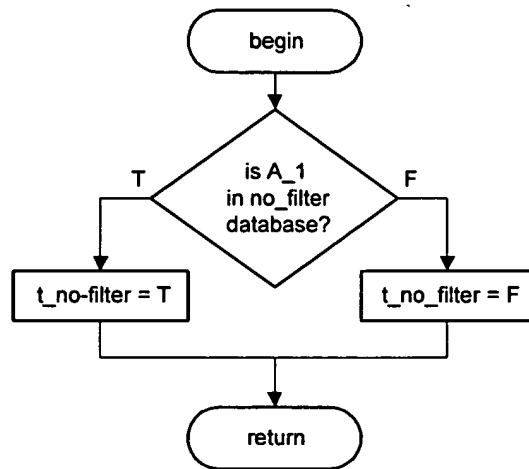 begin
is A_1
T
F
in no_filter
database?
t_no-filter = T
t_no_filter = F
return